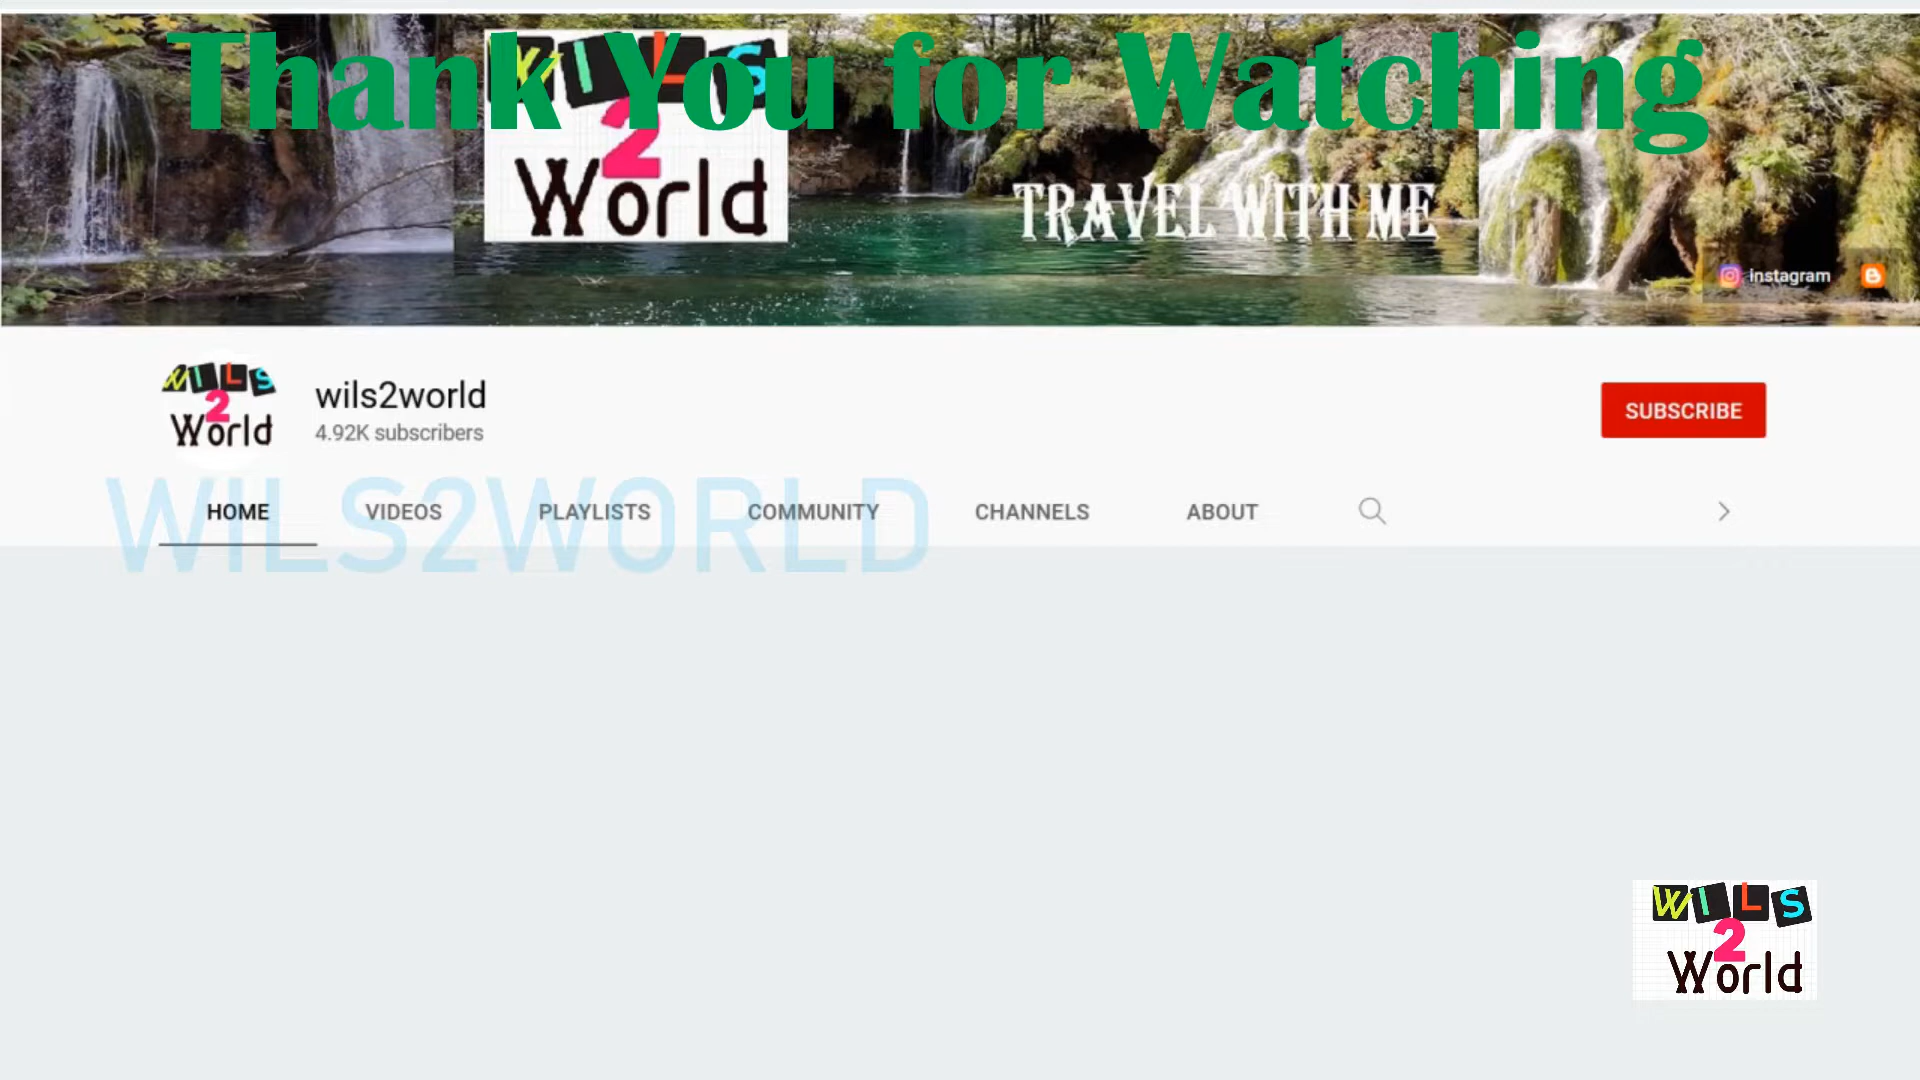 Thank You for Watching
WILS
2
World
TRAVEL WITH ME
Instagram
WILS
2
World
wils2world
4.92K subscribers
SUBSCRIBE
WILS2WORLD
HOME VIDEOS PLAYLISTS COMMUNITY CHANNELS ABOUT
WILS
2
World